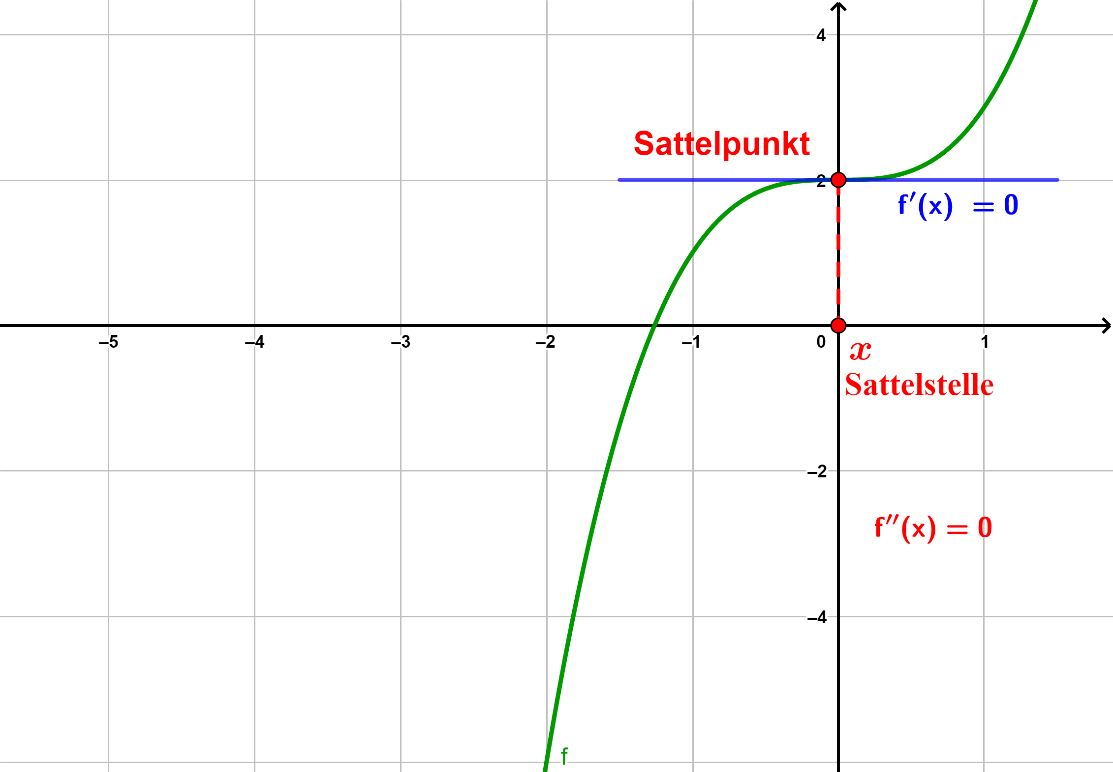 4
Sattelpunkt
2
f′(x) = 0
–5 –4 –3 –2 –1 0 1
x
Sattelstelle
–2
f″(x) = 0
–4
f